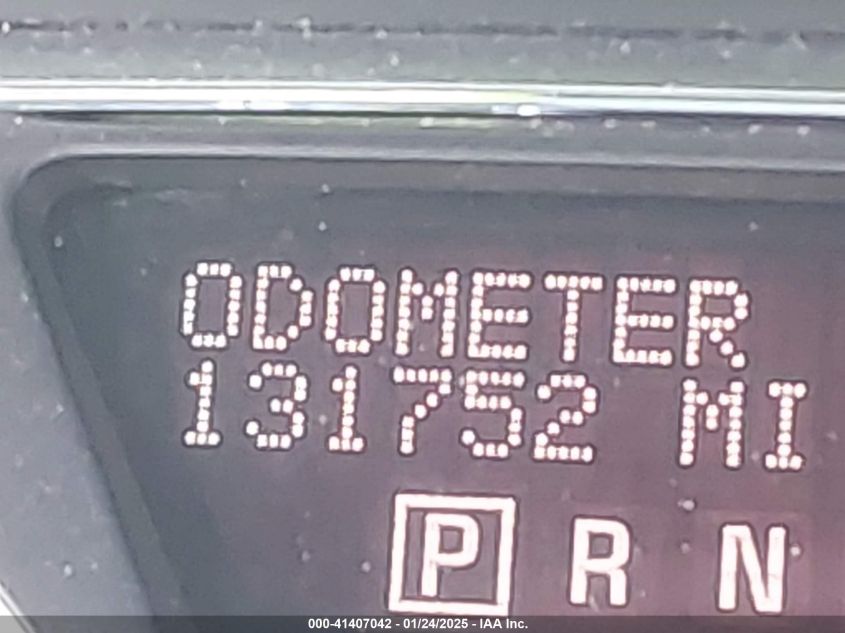 ODOMETER
131752 MI
P R N
000-41407042 - 01/24/2025 - IAA Inc.